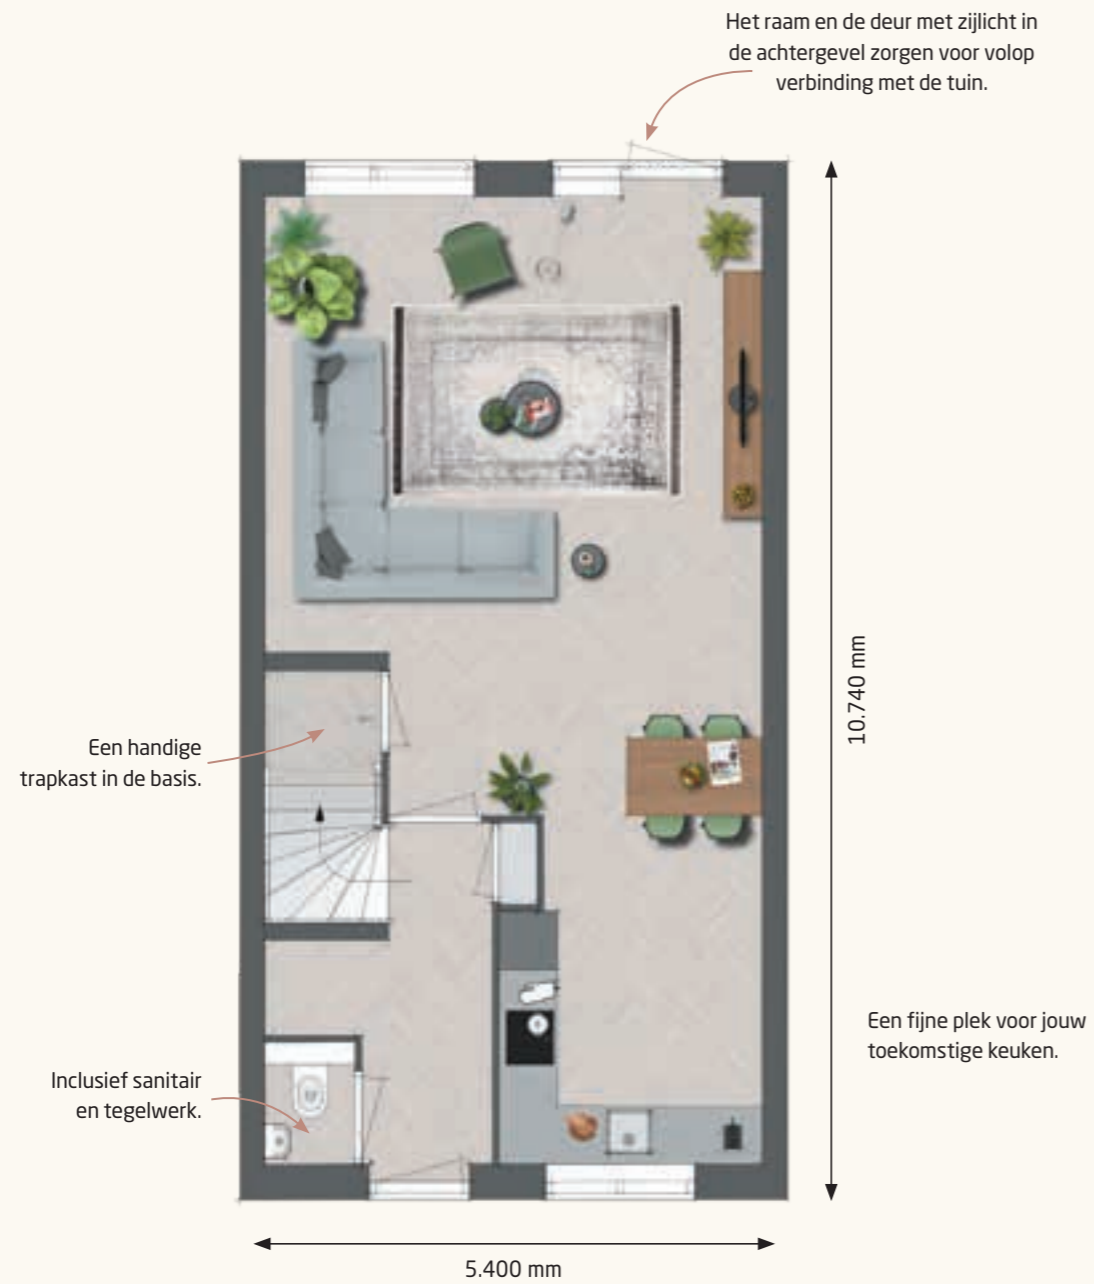 Het raam en de deur met zijlicht in
de achtergevel zorgen voor volop
verbinding met de tuin.
10.740 mm
Een handige
trapkast in de basis.
Een fijne plek voor jouw
toekomstige keuken.
Inclusief sanitair
en tegelwerk.
5.400 mm